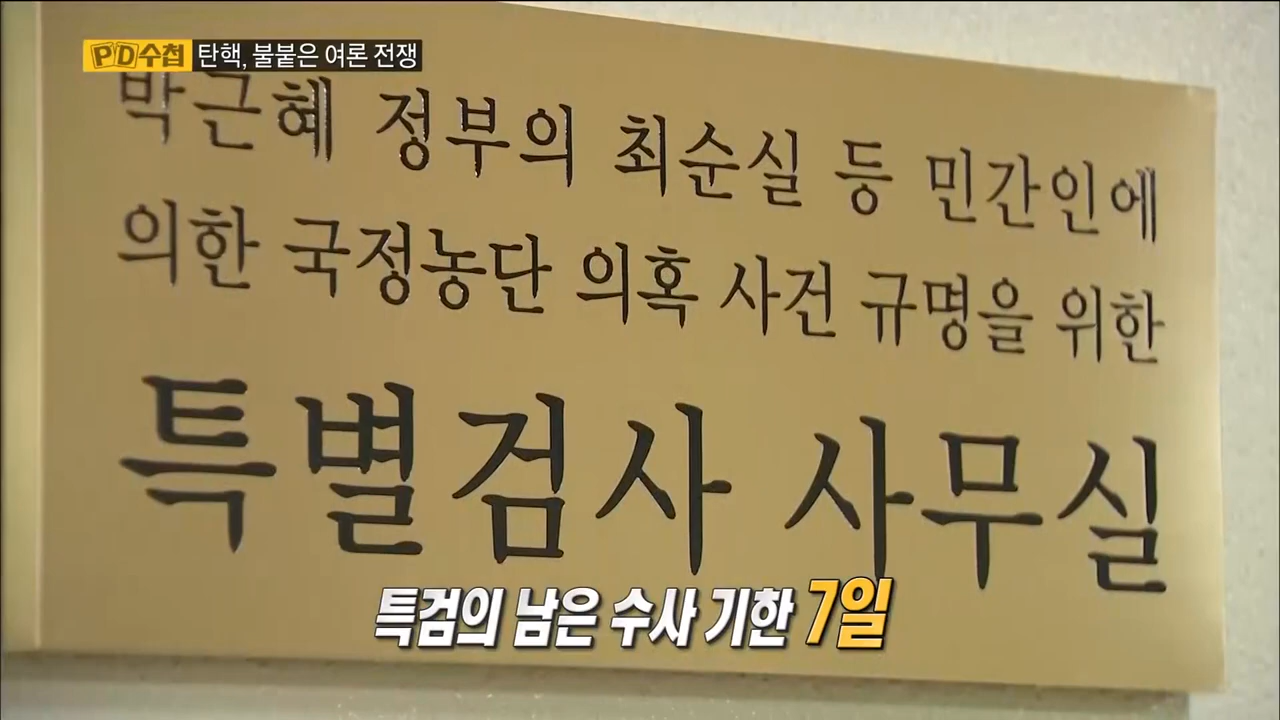 PD수첩 탄핵, 불붙은 여론 전쟁
박근혜 정부의 최순실 등 민간인에
의한 국정농단 의혹 사건 규명을 위한
특별검사 사무실
특검의 남은 수사 기한 7일